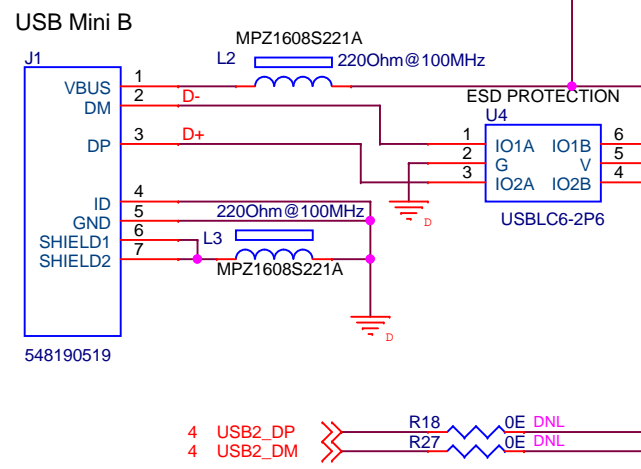 USB Mini B
J1
MPZ1608S221A
L2
220Ohm@100MHz
VBUS
1
DM
2
D-
DP
3
D+
ESD PROTECTION
U4
1
IO1A
IO1B
6
2
G
V
5
3
IO2A
IO2B
4
D
USBLC6-2P6
ID
4
GND
5
220Ohm@100MHz
SHIELD1
6
L3
SHIELD2
7
MPZ1608S221A
D
548190519
4 USB2_DP
R18
0E
DNL
4 USB2_DM
R27
0E
DNL